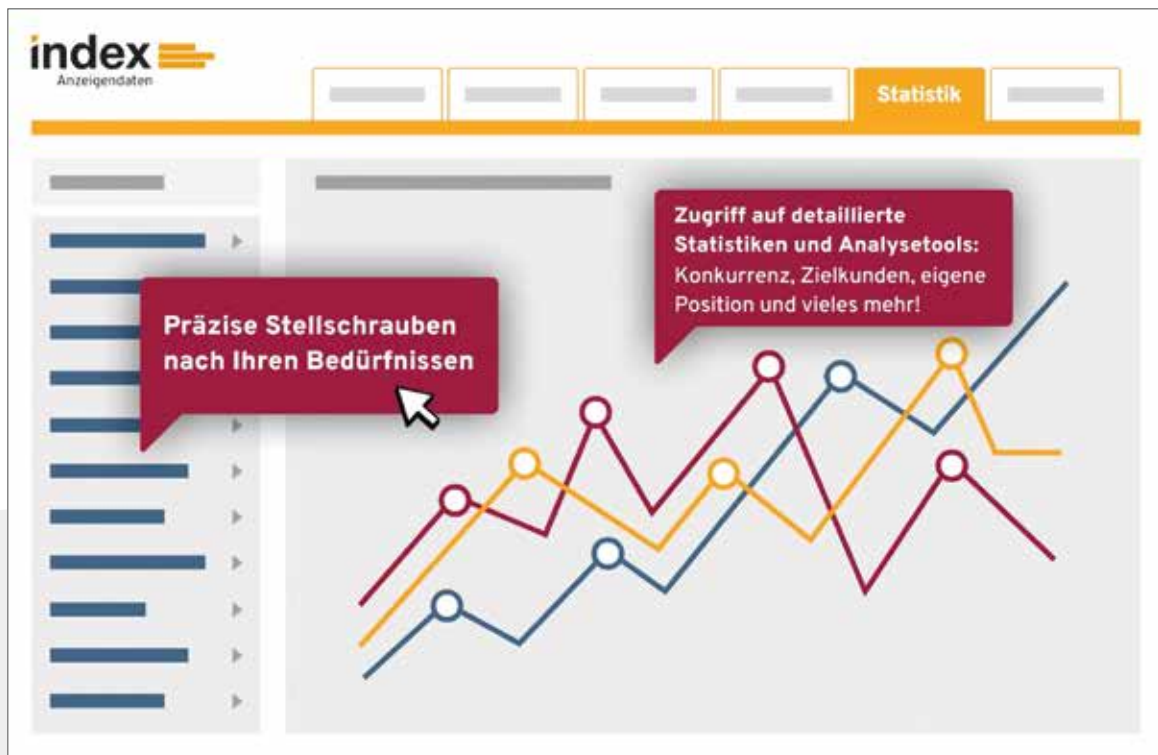 index
Anzeigendaten
Statistik
Zugriff auf detaillierte
Statistiken und Analysetools:
Konkurrenz, Zielkunden, eigene
Position und vieles mehr!
Präzise Stellschrauben
nach Ihren Bedürfnissen